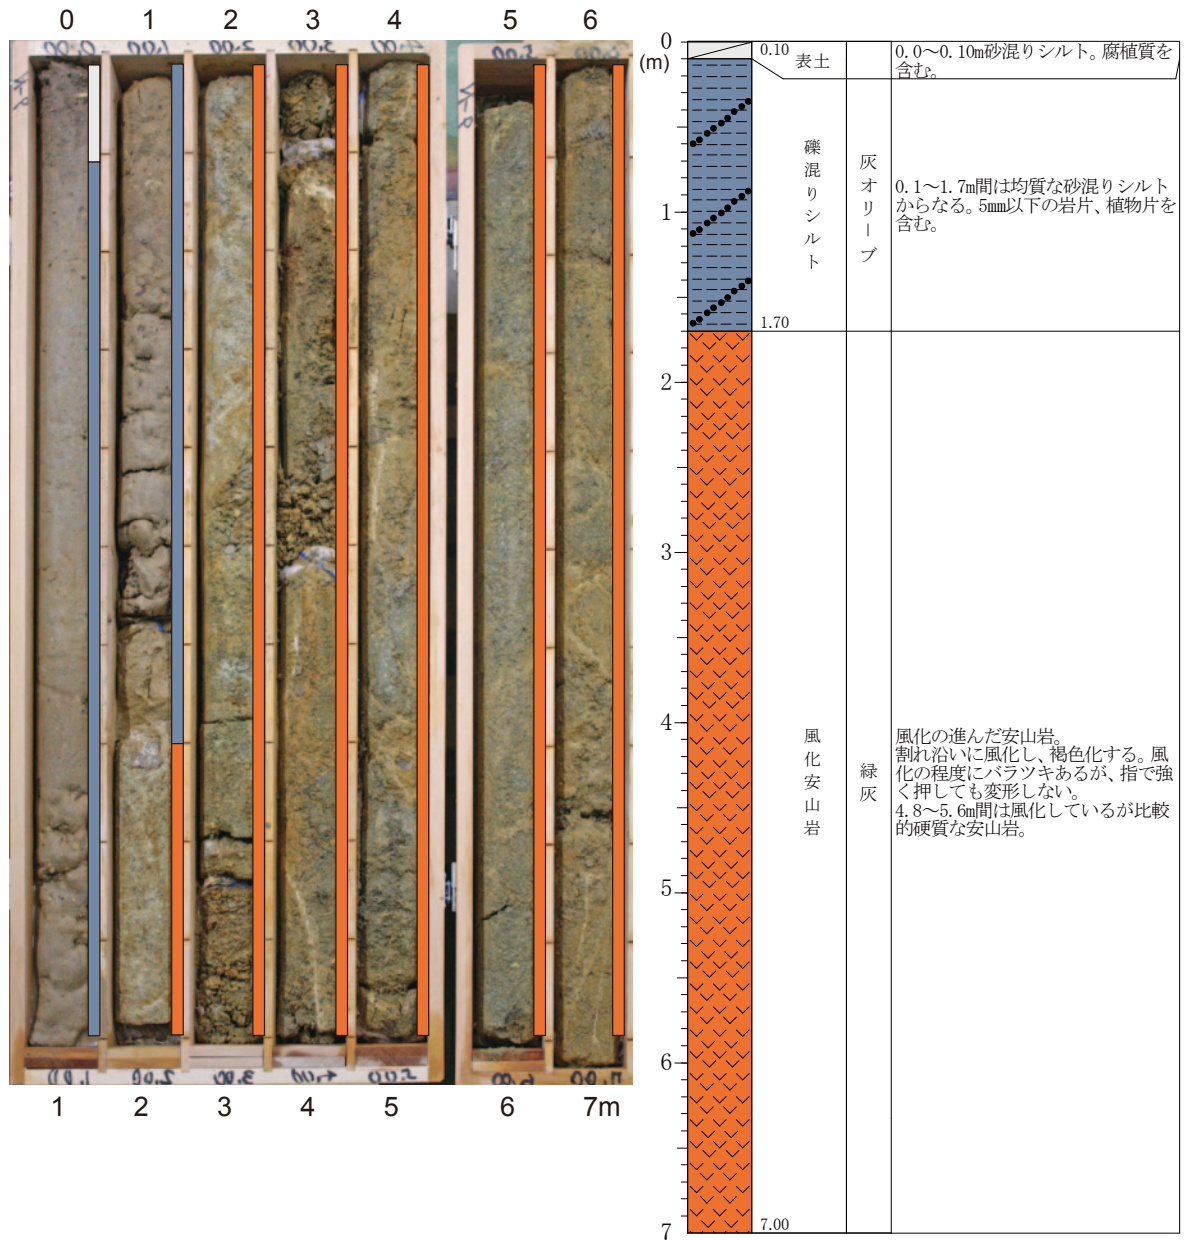 0 1 2 3 4 5 6
1 2 3 4 5 6 7m
0
(m)
1
2
3
4
5
6
7
0.10
1.70
7.00
表土
礫混りシルト
風化安山岩
灰オリーブ
緑灰
0.0~0.10m砂混りシルト。腐植質を
含む。
0.1~1.7m間は均質な砂混りシルト
からなる。5mm以下の岩片、植物片を
含む。
風化の進んだ安山岩。
割れ沿いに風化し、褐色化する。風
化の程度にバラツキあるが、指で強
く押しても変形しない。
4.8~5.6m間は風化しているが比較
的硬質な安山岩。